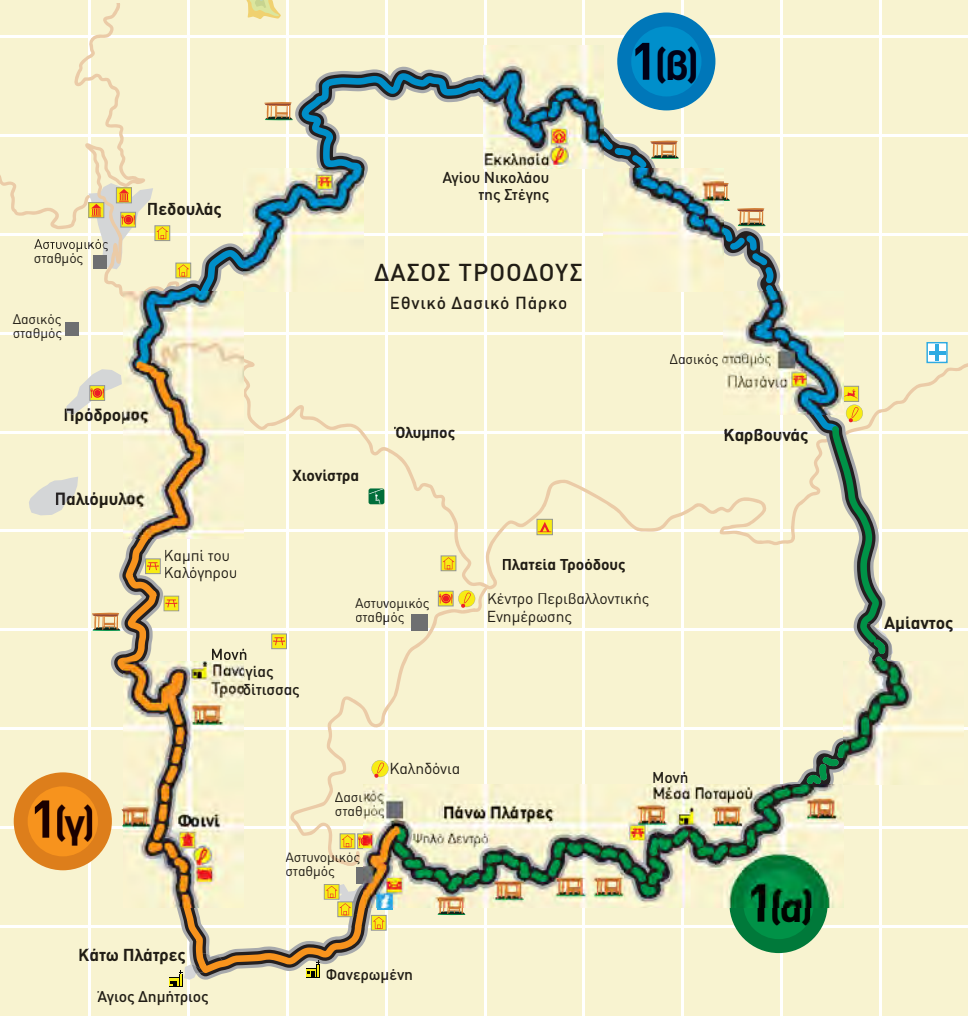 1(β)
Εκκλησία
Αγίου Νικολάου
της Στέγης
Πεδουλάς
Αστυνομικός
σταθμός
ΔΑΣΟΣ ΤΡΟΟΔΟΥΣ
Εθνικό Δασικό Πάρκο
Δασικός
σταθμός
Δασικός σταθμός
Πλατάνια
Πρόδρομος
Καρβουνάς
Όλυμπος
Χιονίστρα
Παλιόμυλος
Καμπί του
Καλόγηρου
Πλατεία Τροόδους
Κέντρο Περιβαλλοντικής
Ενημέρωσης
Αστυνομικός
σταθμός
Αμίαντος
Μονή
Παναγίας
Τροοδίτισσας
Καληδόνια
Μονή
Μέσα Ποταμού
Δασικός
σταθμός
Πάνω Πλάτρες
1(γ)
Φοινί
Ψηλό Δεντρό
Αστυνομικός
σταθμός
1(α)
Κάτω Πλάτρες
Φανερωμένη
Άγιος Δημήτριος